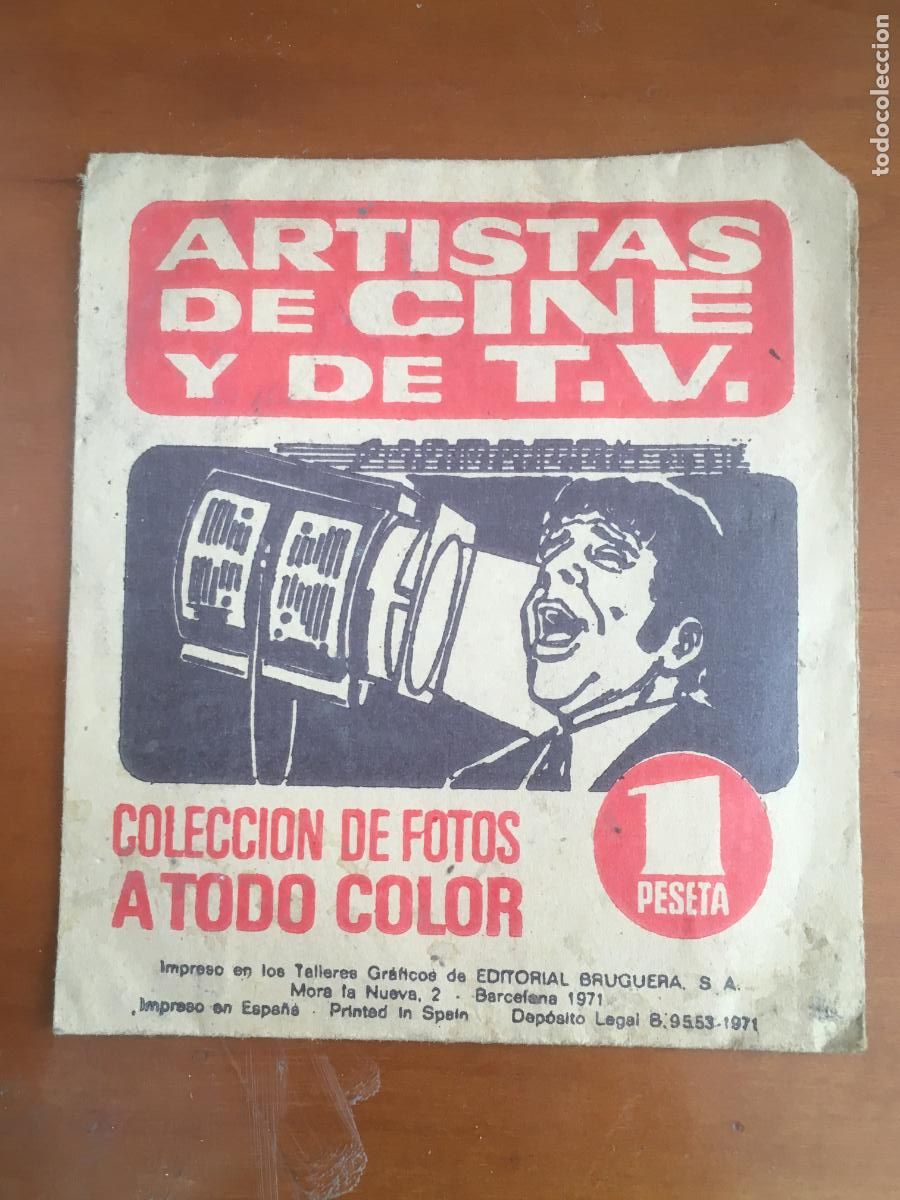 ARTISTAS
DE CINE
Y DE T.V.
COLECCION DE FOTOS
A TODO COLOR
1
PESETA
Impreso en los Talleres Gráficos de EDITORIAL BRUGUERA, S. A.
Mora la Nueva, 2 - Barcelona 1971
Impreso en España - Printed in Spain Depósito Legal B. 9553-1971
todocoleccion